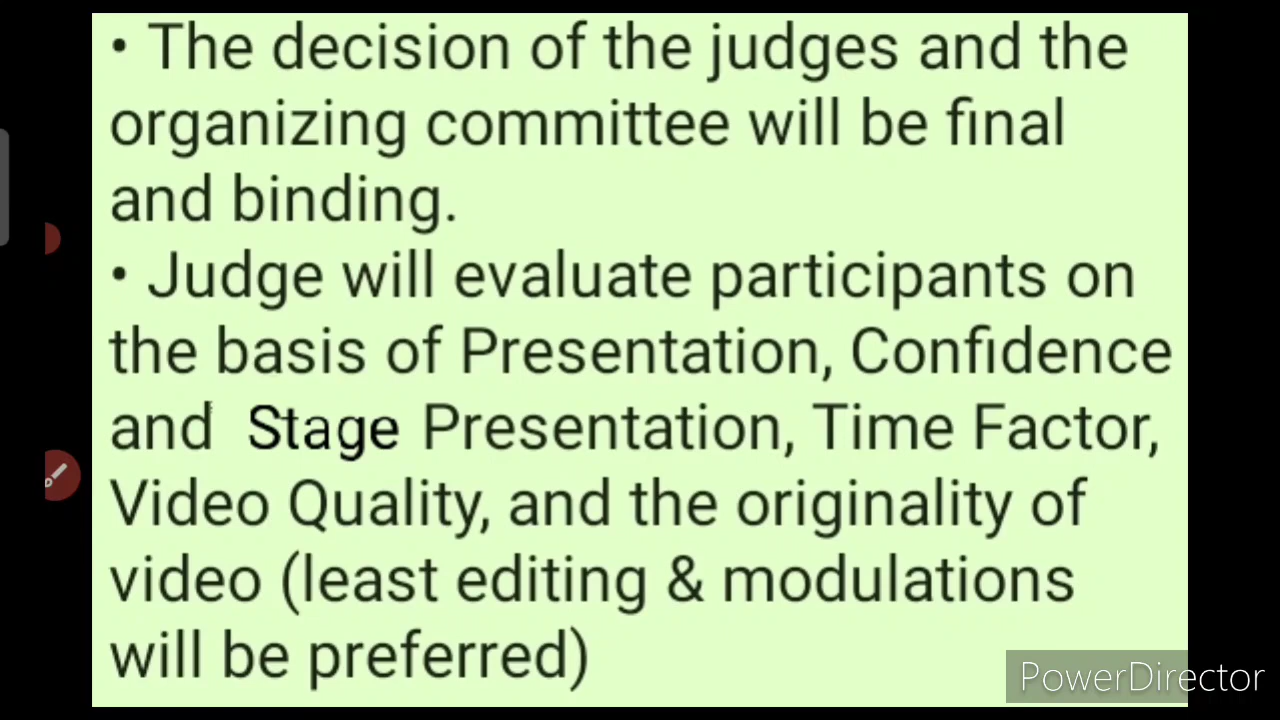 • The decision of the judges and the
organizing committee will be final
and binding.
• Judge will evaluate participants on
the basis of Presentation, Confidence
and Stage Presentation, Time Factor,
Video Quality, and the originality of
video (least editing & modulations
will be preferred)
PowerDirector